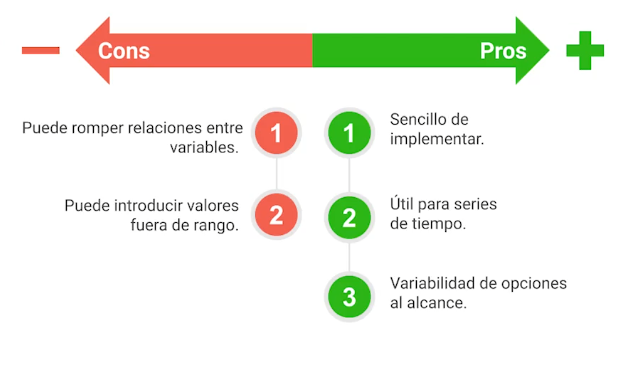 Cons
Pros
Puede romper relaciones entre
variables.
1
1
Sencillo de
implementar.
Puede introducir valores
fuera de rango.
2
2
Útil para series
de tiempo.
3
Variabilidad de opciones
al alcance.